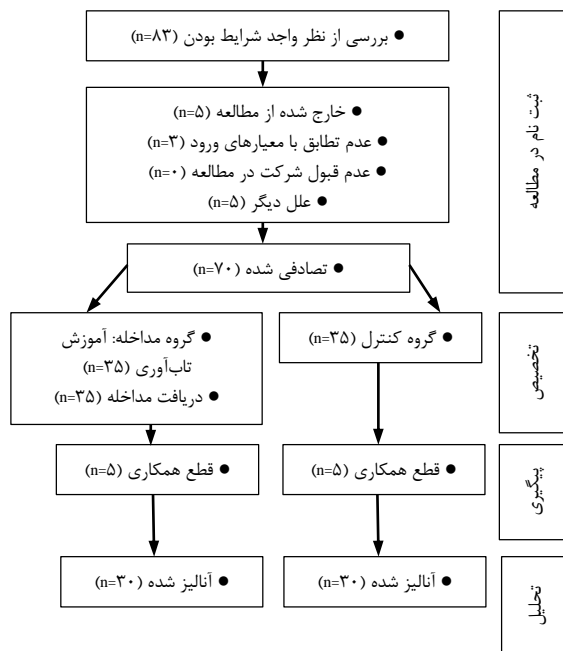 ● بررسی از نظر واجد شرایط بودن (n=۸۳)
● خارج شده از مطالعه (n=۵)
● عدم تطابق با معیارهای ورود (n=۳)
● عدم قبول شرکت در مطالعه (n=۰)
● علل دیگر (n=۵)
● تصادفی شده (n=۷۰)
ثبت نام در مطالعه
● گروه کنترل (n=۳۵)
● گروه مداخله: آموزش
تاب‌آوری (n=۳۵)
● دریافت مداخله (n=۳۵)
تخصیص
● قطع همکاری (n=۵)
● قطع همکاری (n=۵)
پیگیری
● آنالیز شده (n=۳۰)
● آنالیز شده (n=۳۰)
تحلیل